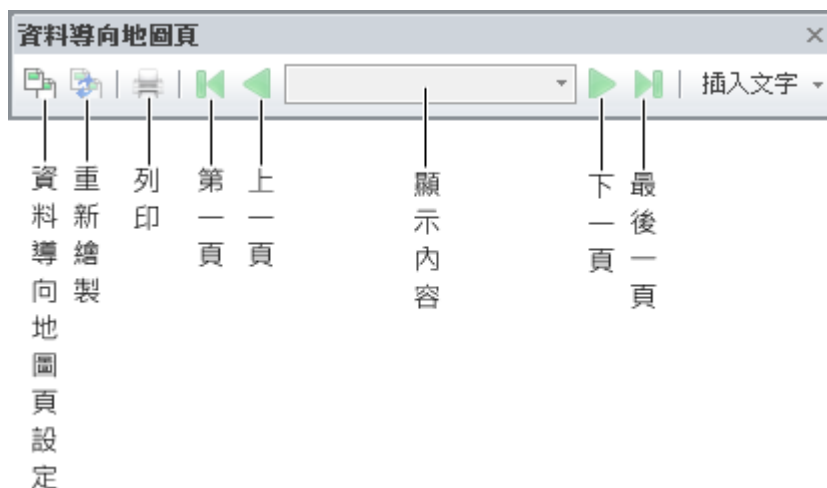 資料導向地圖頁
插入文字
資料導向地圖頁設定
重新繪製
列印
第一頁
上一頁
顯示內容
下一頁
最後一頁